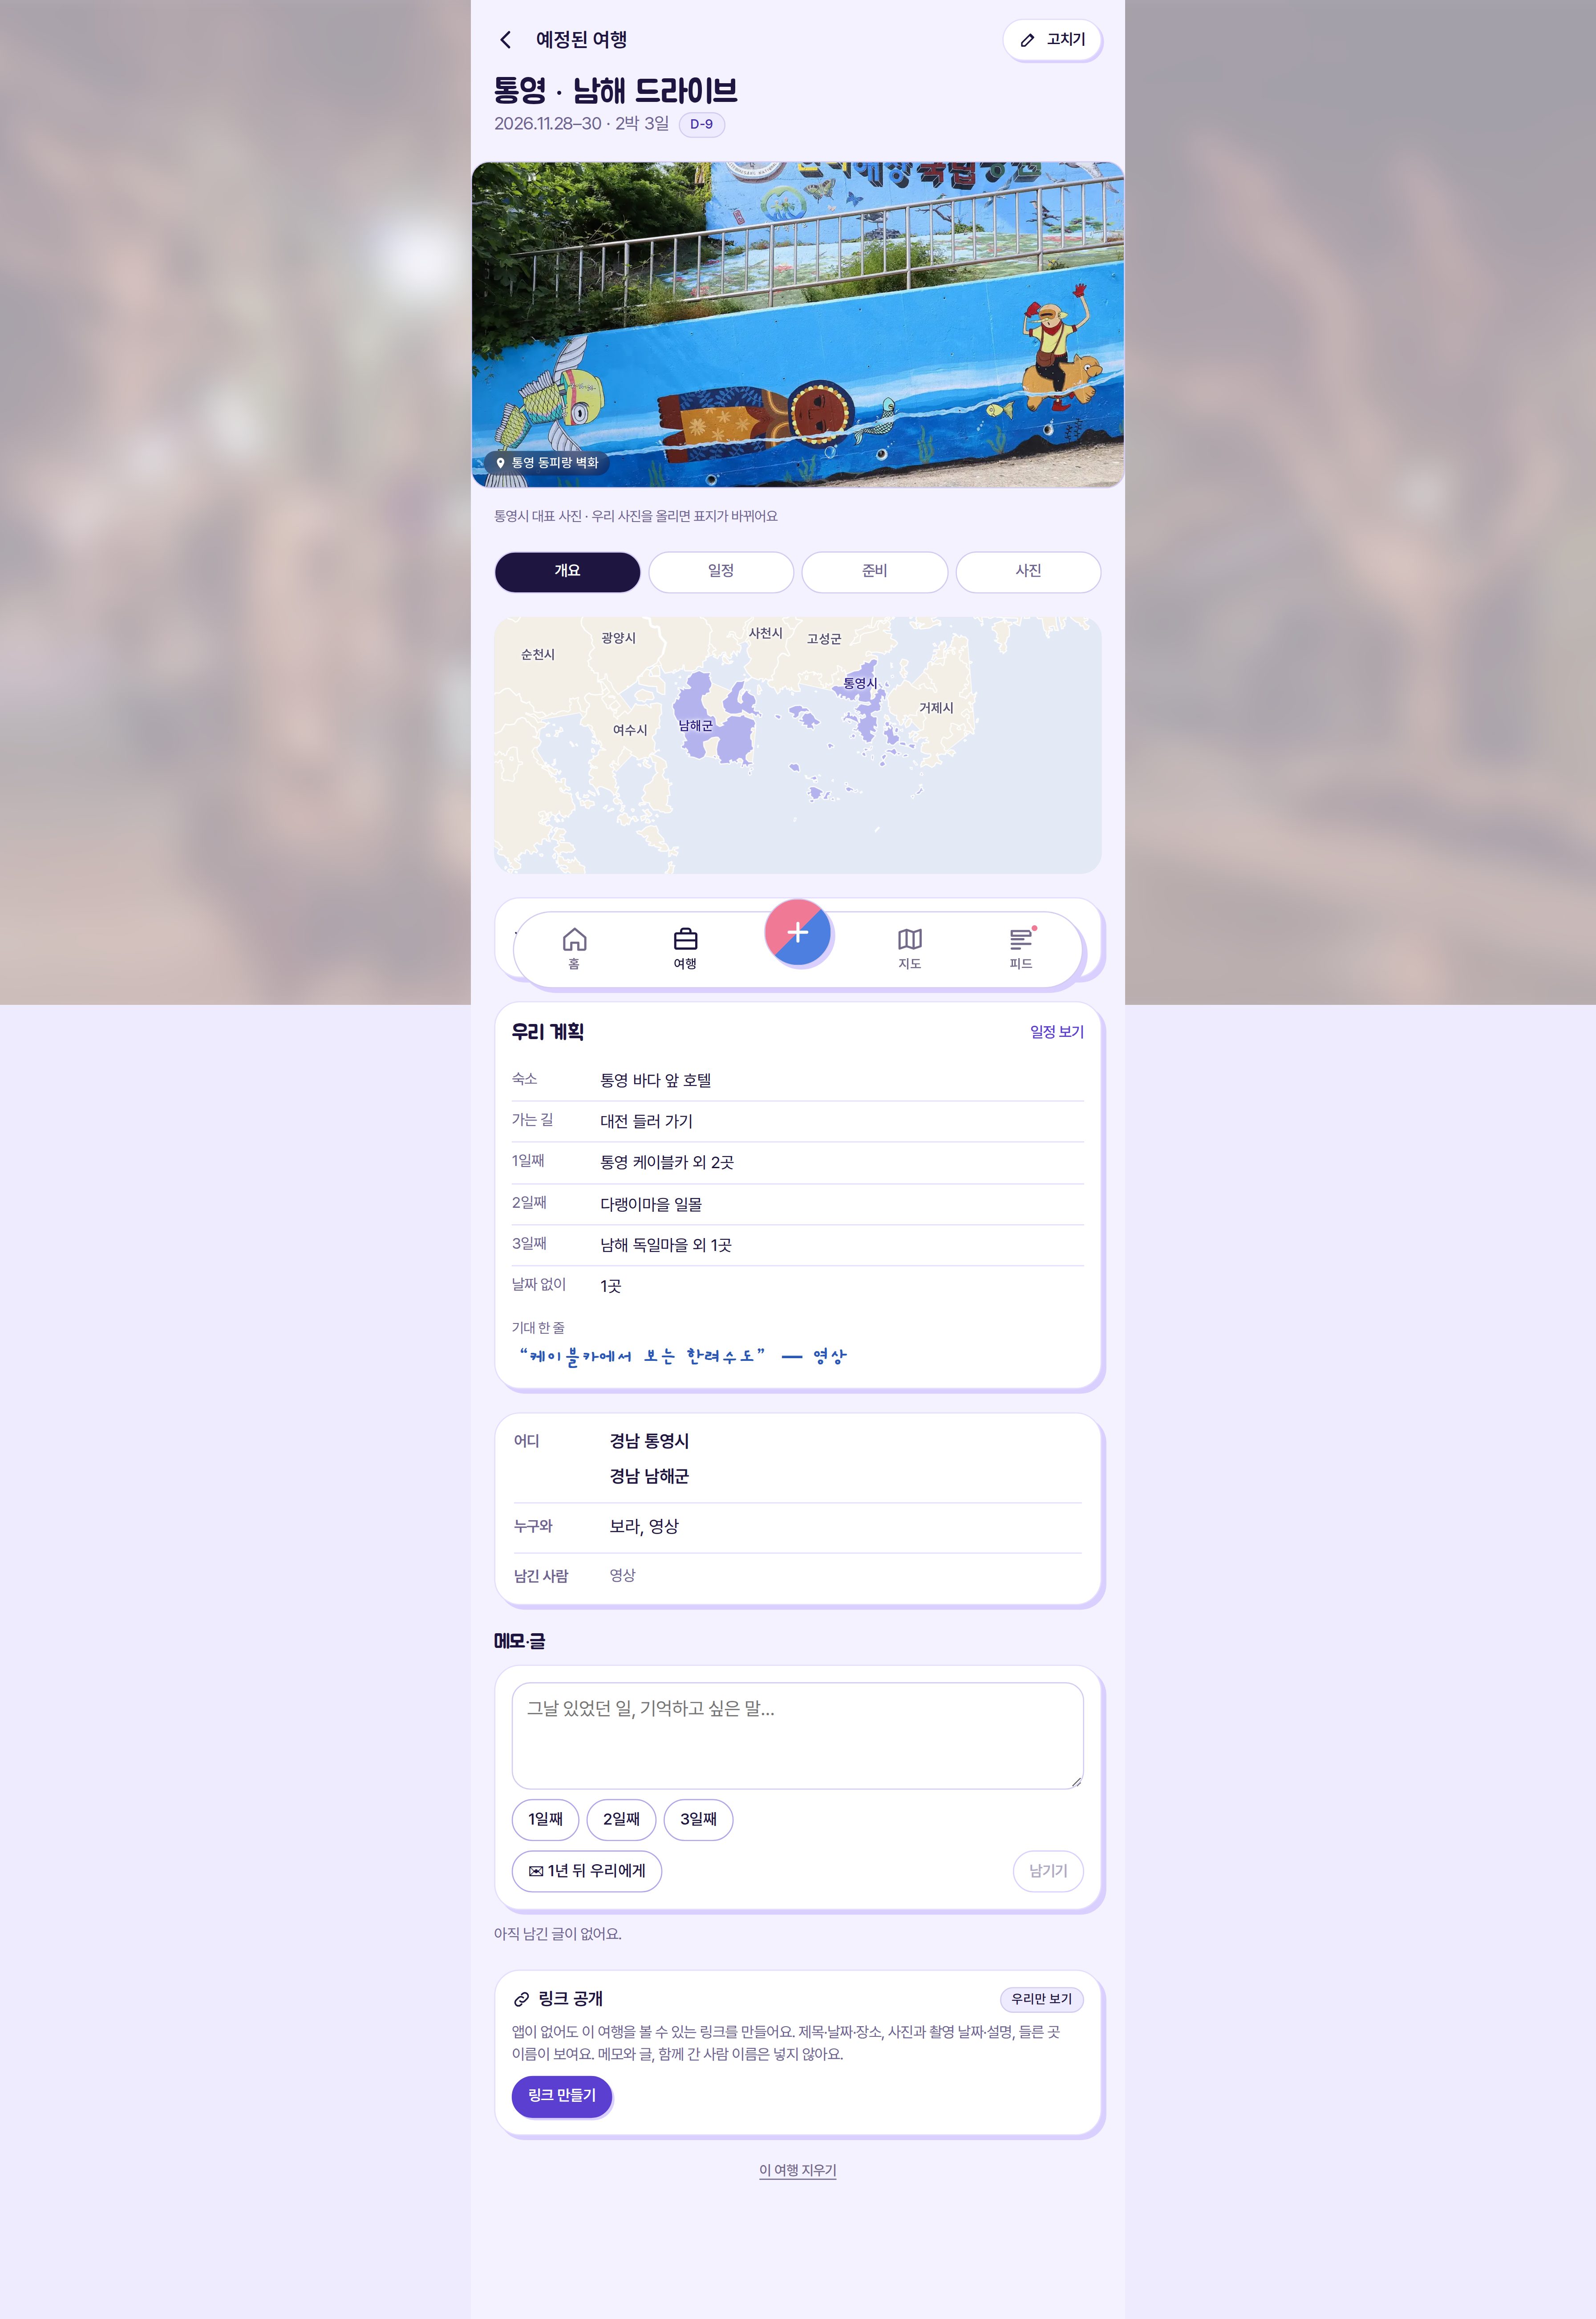 예정된 여행
고치기
통영 · 남해 드라이브
2026.11.28–30 · 2박 3일 D-9
통영 동피랑 벽화
통영시 대표 사진 · 우리 사진을 올리면 표지가 바뀌어요
개요 일정 준비 사진
순천시
광양시
사천시
고성군
통영시
거제시
여수시
남해군
홈
여행
지도
피드
우리 계획
일정 보기
숙소 통영 바다 앞 호텔
가는 길 대전 들러 가기
1일째 통영 케이블카 외 2곳
2일째 다랭이마을 일몰
3일째 남해 독일마을 외 1곳
날짜 없이 1곳
기대 한 줄
“케이블카에서 보는 한려수도” — 영상
어디 경남 통영시
경남 남해군
누구와 보라, 영상
남긴 사람 영상
메모·글
그날 있었던 일, 기억하고 싶은 말...
1일째 2일째 3일째
✉ 1년 뒤 우리에게
남기기
아직 남긴 글이 없어요.
링크 공개
우리만 보기
앱이 없어도 이 여행을 볼 수 있는 링크를 만들어요. 제목·날짜·장소, 사진과 촬영 날짜·설명, 들른 곳
이름이 보여요. 메모와 글, 함께 간 사람 이름은 넣지 않아요.
링크 만들기
이 여행 지우기